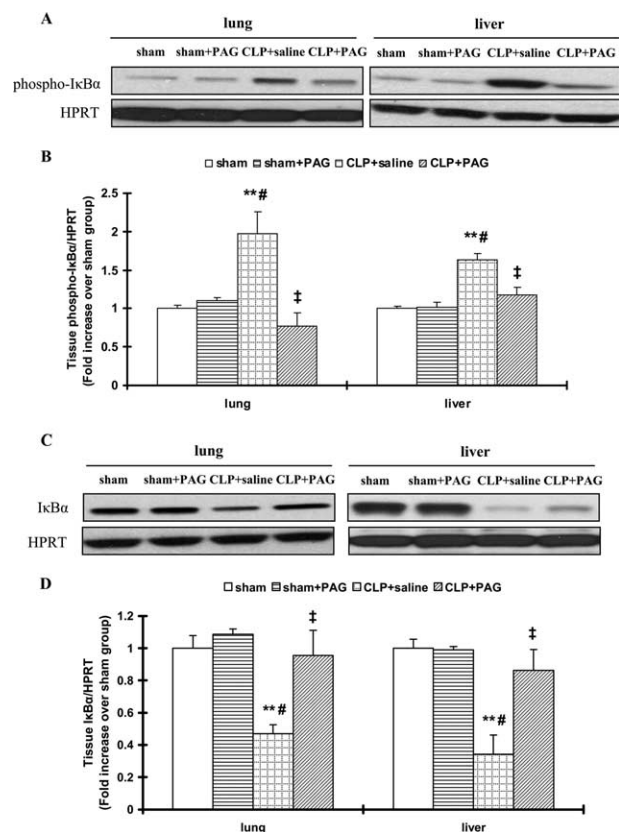 A
lung
liver
sham sham+PAG CLP+saline CLP+PAG
sham sham+PAG CLP+saline CLP+PAG
phospho-IκBα
HPRT
B
sham sham+PAG CLP+saline CLP+PAG
Tissue phospho-IκBα/HPRT
(Fold increase over sham group)
2.5
2
1.5
1
0.5
0
**#
‡
**#
‡
lung
liver
C
lung
liver
sham sham+PAG CLP+saline CLP+PAG
sham sham+PAG CLP+saline CLP+PAG
IκBα
HPRT
D
sham sham+PAG CLP+saline CLP+PAG
Tissue IκBα/HPRT
(Fold increase over sham group)
1.2
1
0.8
0.6
0.4
0.2
0
‡
**#
‡
**#
lung
liver